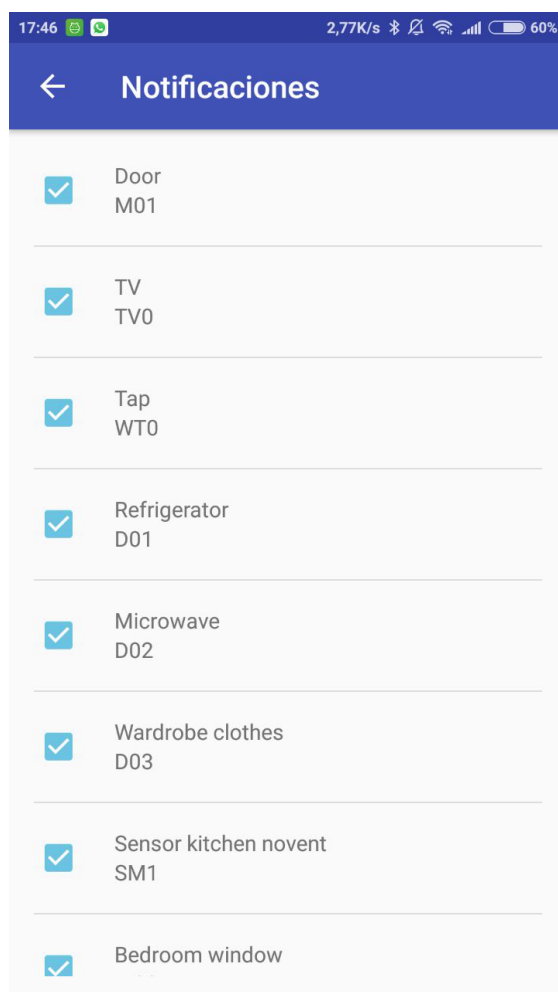 17:46 2,77K/s 60%
Notificaciones
Door
M01
TV
TV0
Tap
WT0
Refrigerator
D01
Microwave
D02
Wardrobe clothes
D03
Sensor kitchen novent
SM1
Bedroom window